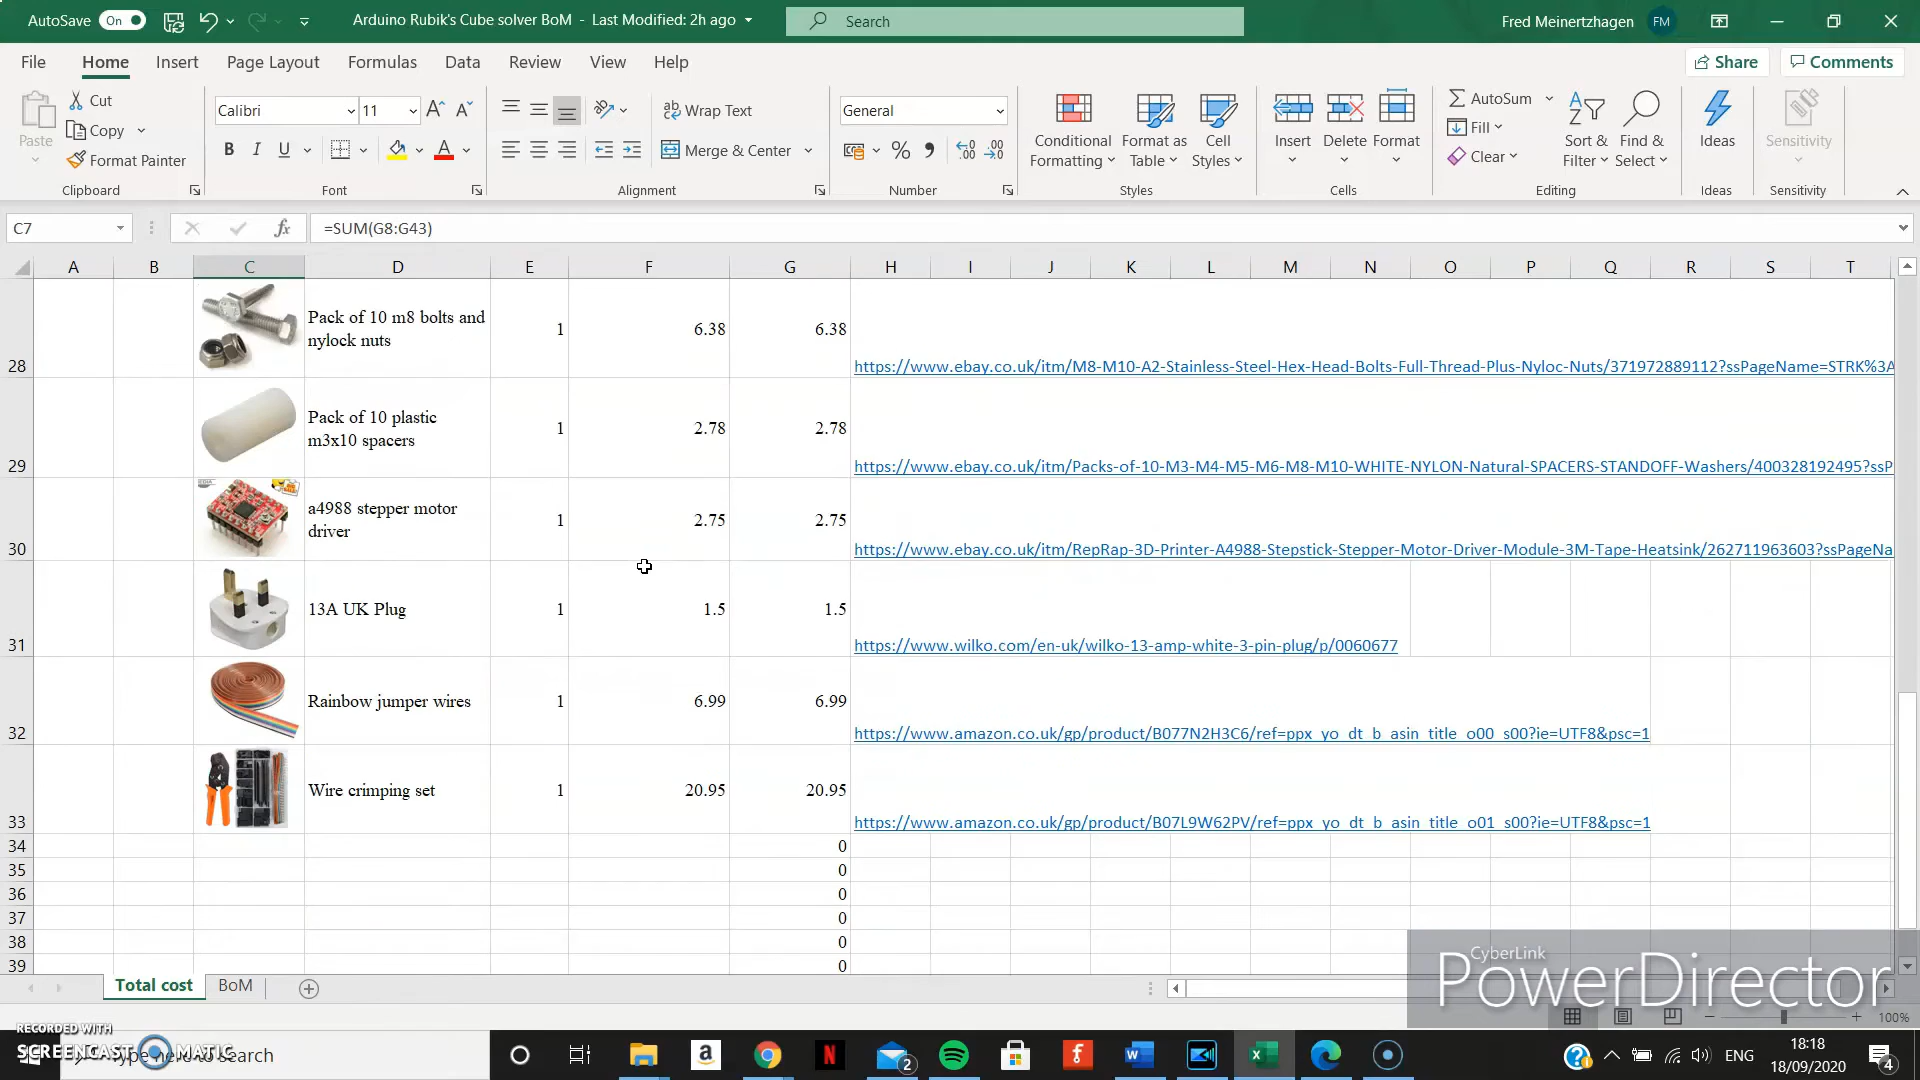 AutoSave On Arduino Rubik's Cube solver BoM - Last Modified: 2h ago Search Fred Meinertzhagen FM
File Home Insert Page Layout Formulas Data Review View Help Share Comments
Paste Cut Copy Format Painter Clipboard
Calibri 11 B I U A Font
Wrap Text Merge & Center Alignment
General % Number
Conditional Formatting Format as Table Cell Styles Styles
Insert Delete Format Cells
AutoSum Fill Clear Sort & Filter Find & Select Editing
Ideas Ideas
Sensitivity Sensitivity
C7 fx =SUM(G8:G43)
A B C D E F G H I J K L M N O P Q R S T
28 Pack of 10 m8 bolts and nylock nuts 1 6.38 6.38 https://www.ebay.co.uk/itm/M8-M10-A2-Stainless-Steel-Hex-Head-Bolts-Full-Thread-Plus-Nyloc-Nuts/371972889112?ssPageName=STRK%3A
29 Pack of 10 plastic m3x10 spacers 1 2.78 2.78 https://www.ebay.co.uk/itm/Packs-of-10-M3-M4-M5-M6-M8-M10-WHITE-NYLON-Natural-SPACERS-STANDOFF-Washers/400328192495?ssP
30 a4988 stepper motor driver 1 2.75 2.75 https://www.ebay.co.uk/itm/RepRap-3D-Printer-A4988-Stepstick-Stepper-Motor-Driver-Module-3M-Tape-Heatsink/262711963603?ssPageNa
31 13A UK Plug 1 1.5 1.5 https://www.wilko.com/en-uk/wilko-13-amp-white-3-pin-plug/p/0060677
32 Rainbow jumper wires 1 6.99 6.99 https://www.amazon.co.uk/gp/product/B077N2H3C6/ref=ppx_yo_dt_b_asin_title_o00_s00?ie=UTF8&psc=1
33 Wire crimping set 1 20.95 20.95 https://www.amazon.co.uk/gp/product/B07L9W62PV/ref=ppx_yo_dt_b_asin_title_o01_s00?ie=UTF8&psc=1
34 0
35 0
36 0
37 0
38 0
39 0
Total cost BoM
CyberLink
PowerDirector
100%
RECORDED WITH
SCREENCAST MATIC
Type here to search
2 ENG 18:18
18/09/2020 4